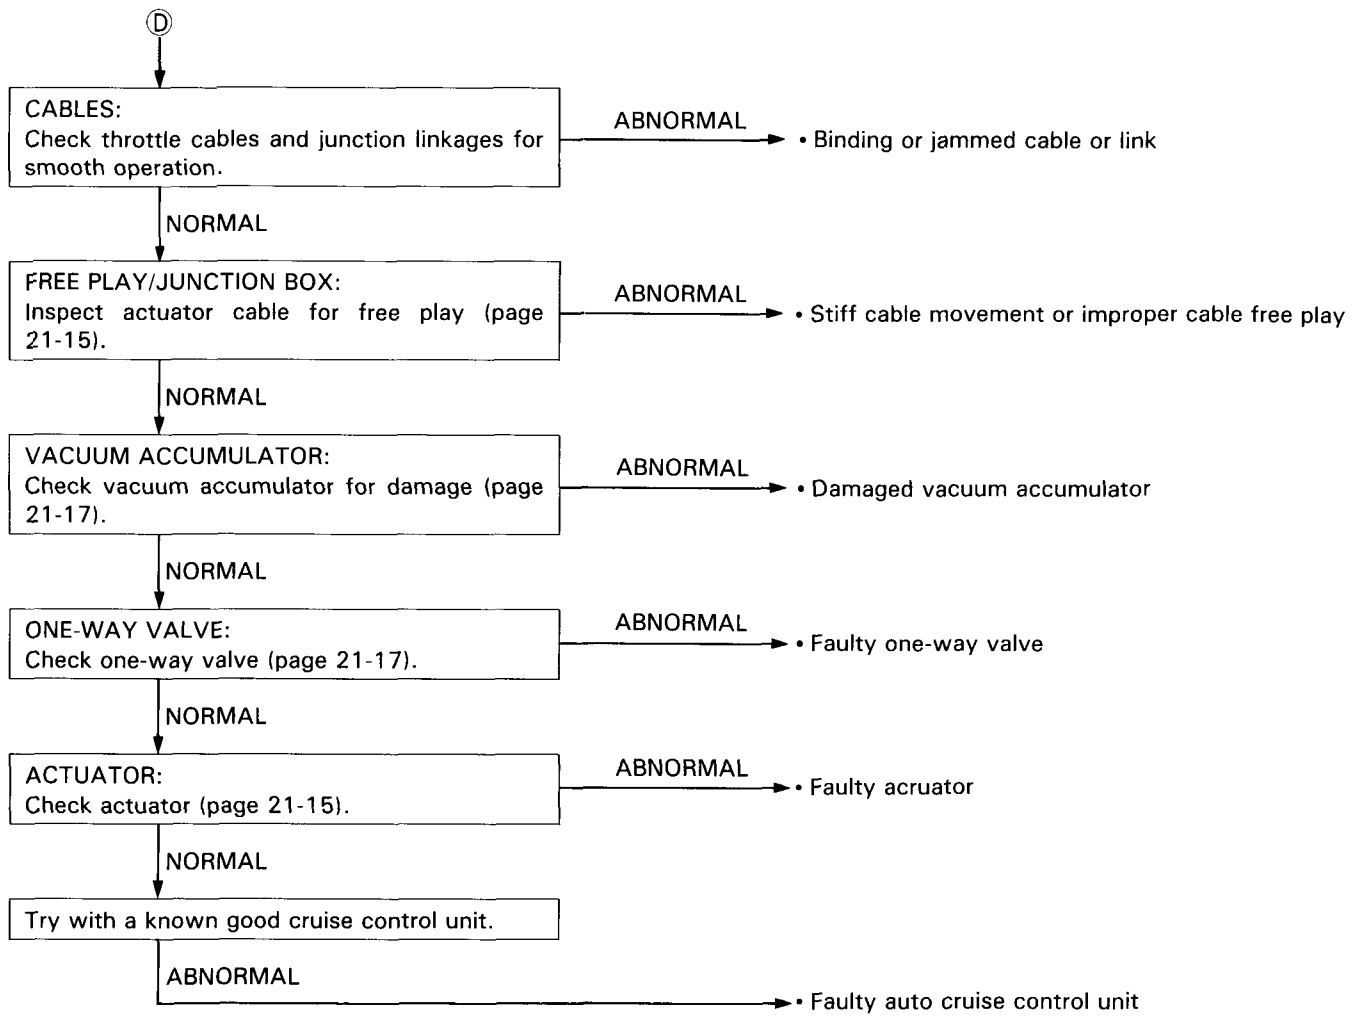 D
CABLES:
Check throttle cables and junction linkages for
smooth operation.
ABNORMAL
• Binding or jammed cable or link
NORMAL
FREE PLAY/JUNCTION BOX:
Inspect actuator cable for free play (page
21-15).
ABNORMAL
• Stiff cable movement or improper cable free play
NORMAL
VACUUM ACCUMULATOR:
Check vacuum accumulator for damage (page
21-17).
ABNORMAL
• Damaged vacuum accumulator
NORMAL
ONE-WAY VALVE:
Check one-way valve (page 21-17).
ABNORMAL
• Faulty one-way valve
NORMAL
ACTUATOR:
Check actuator (page 21-15).
ABNORMAL
• Faulty acruator
NORMAL
Try with a known good cruise control unit.
ABNORMAL
• Faulty auto cruise control unit